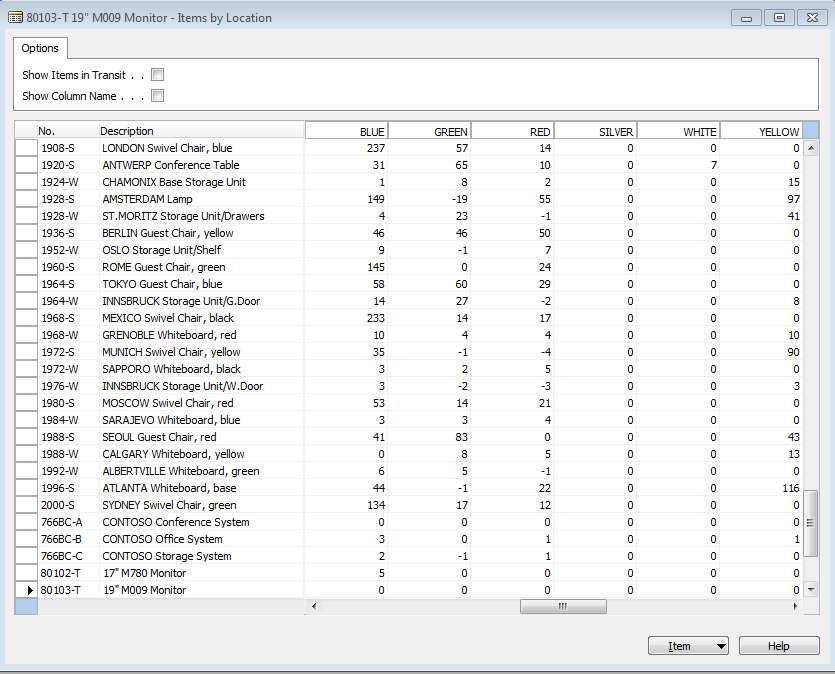 80103-T 19" M009 Monitor - Items by Location
Options
Show Items in Transit . .
Show Column Name . . .
No. Description BLUE GREEN RED SILVER WHITE YELLOW
1908-S LONDON Swivel Chair, blue 237 57 14 0 0 0
1920-S ANTWERP Conference Table 31 65 10 0 7 0
1924-W CHAMONIX Base Storage Unit 1 8 2 0 0 15
1928-S AMSTERDAM Lamp 149 -19 55 0 0 97
1928-W ST.MORITZ Storage Unit/Drawers 4 23 -1 0 0 41
1936-S BERLIN Guest Chair, yellow 46 46 50 0 0 0
1952-W OSLO Storage Unit/Shelf 9 -1 7 0 0 0
1960-S ROME Guest Chair, green 145 0 24 0 0 0
1964-S TOKYO Guest Chair, blue 58 60 29 0 0 0
1964-W INNSBRUCK Storage Unit/G.Door 14 27 -2 0 0 8
1968-S MEXICO Swivel Chair, black 233 14 17 0 0 0
1968-W GRENOBLE Whiteboard, red 10 4 4 0 0 10
1972-S MUNICH Swivel Chair, yellow 35 -1 -4 0 0 90
1972-W SAPPORO Whiteboard, black 3 2 5 0 0 0
1976-W INNSBRUCK Storage Unit/W.Door 3 -2 -3 0 0 3
1980-S MOSCOW Swivel Chair, red 53 14 21 0 0 0
1984-W SARAJEVO Whiteboard, blue 3 3 4 0 0 0
1988-S SEOUL Guest Chair, red 41 83 0 0 0 43
1988-W CALGARY Whiteboard, yellow 0 8 5 0 0 13
1992-W ALBERTVILLE Whiteboard, green 6 5 -1 0 0 0
1996-S ATLANTA Whiteboard, base 44 -1 22 0 0 116
2000-S SYDNEY Swivel Chair, green 134 17 12 0 0 0
766BC-A CONTOSO Conference System 0 0 0 0 0 0
766BC-B CONTOSO Office System 3 0 1 0 0 1
766BC-C CONTOSO Storage System 2 -1 1 0 0 0
80102-T 17" M780 Monitor 5 0 0 0 0 0
80103-T 19" M009 Monitor 0 0 0 0 0 0
Item Help